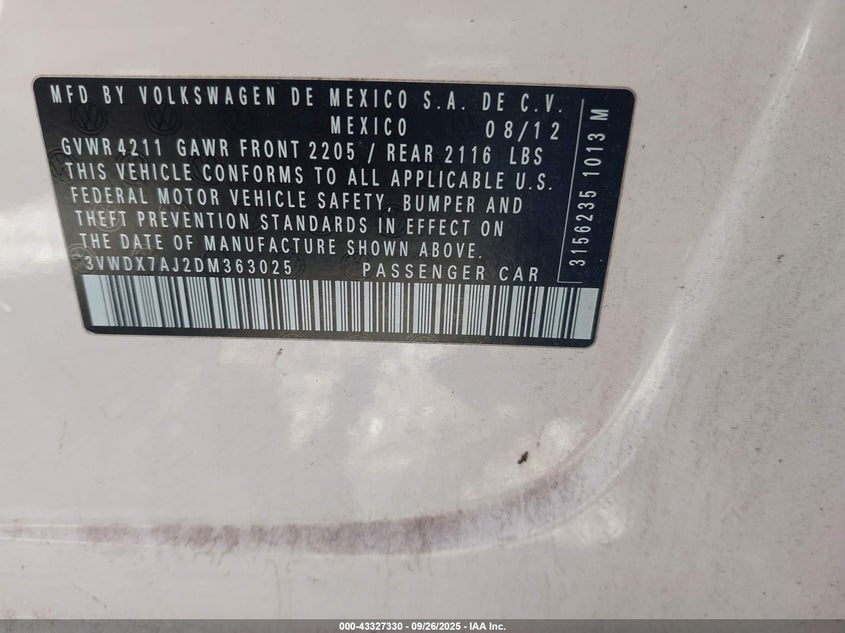 MFD BY VOLKSWAGEN DE MEXICO S.A. DE C.V.
MEXICO 08/12
GVWR 4211 GAWR FRONT 2205 / REAR 2116 LBS
THIS VEHICLE CONFORMS TO ALL APPLICABLE U.S.
FEDERAL MOTOR VEHICLE SAFETY, BUMPER AND
THEFT PREVENTION STANDARDS IN EFFECT ON
THE DATE OF MANUFACTURE SHOWN ABOVE.
3VWDX7AJ2DM363025 PASSENGER CAR
3156235 1013 M
000-43327330 - 09/26/2025 - IAA Inc.